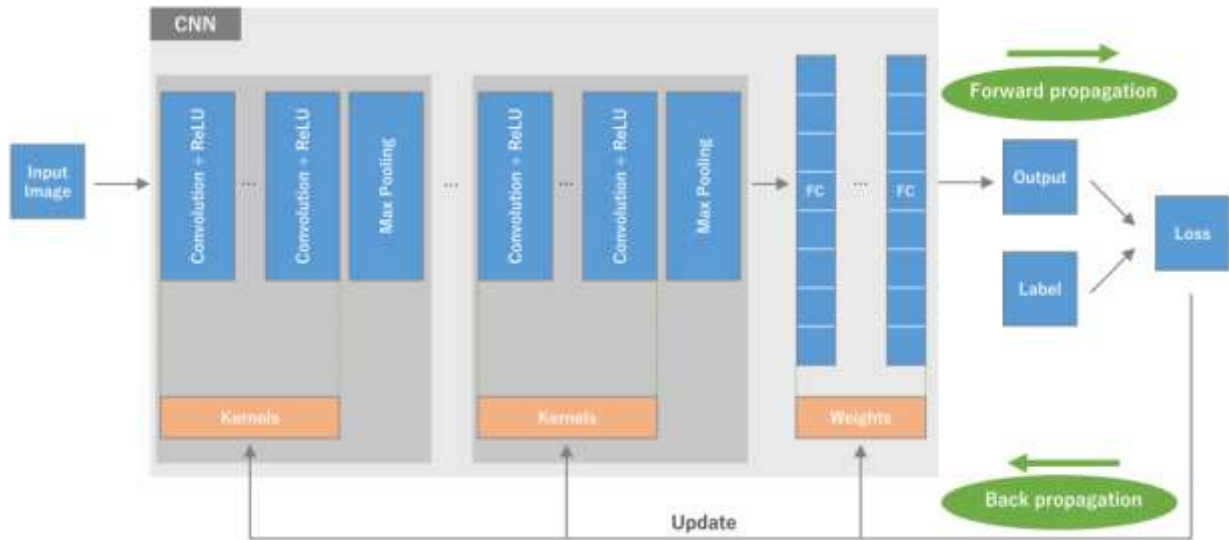 CNN
Forward propagation
Input
Image
Convolution + ReLU
...
Convolution + ReLU
Max Pooling
...
Convolution + ReLU
...
Convolution + ReLU
Max Pooling
FC
...
FC
Output
Label
Loss
Kernels
Kernels
Weights
Back propagation
Update